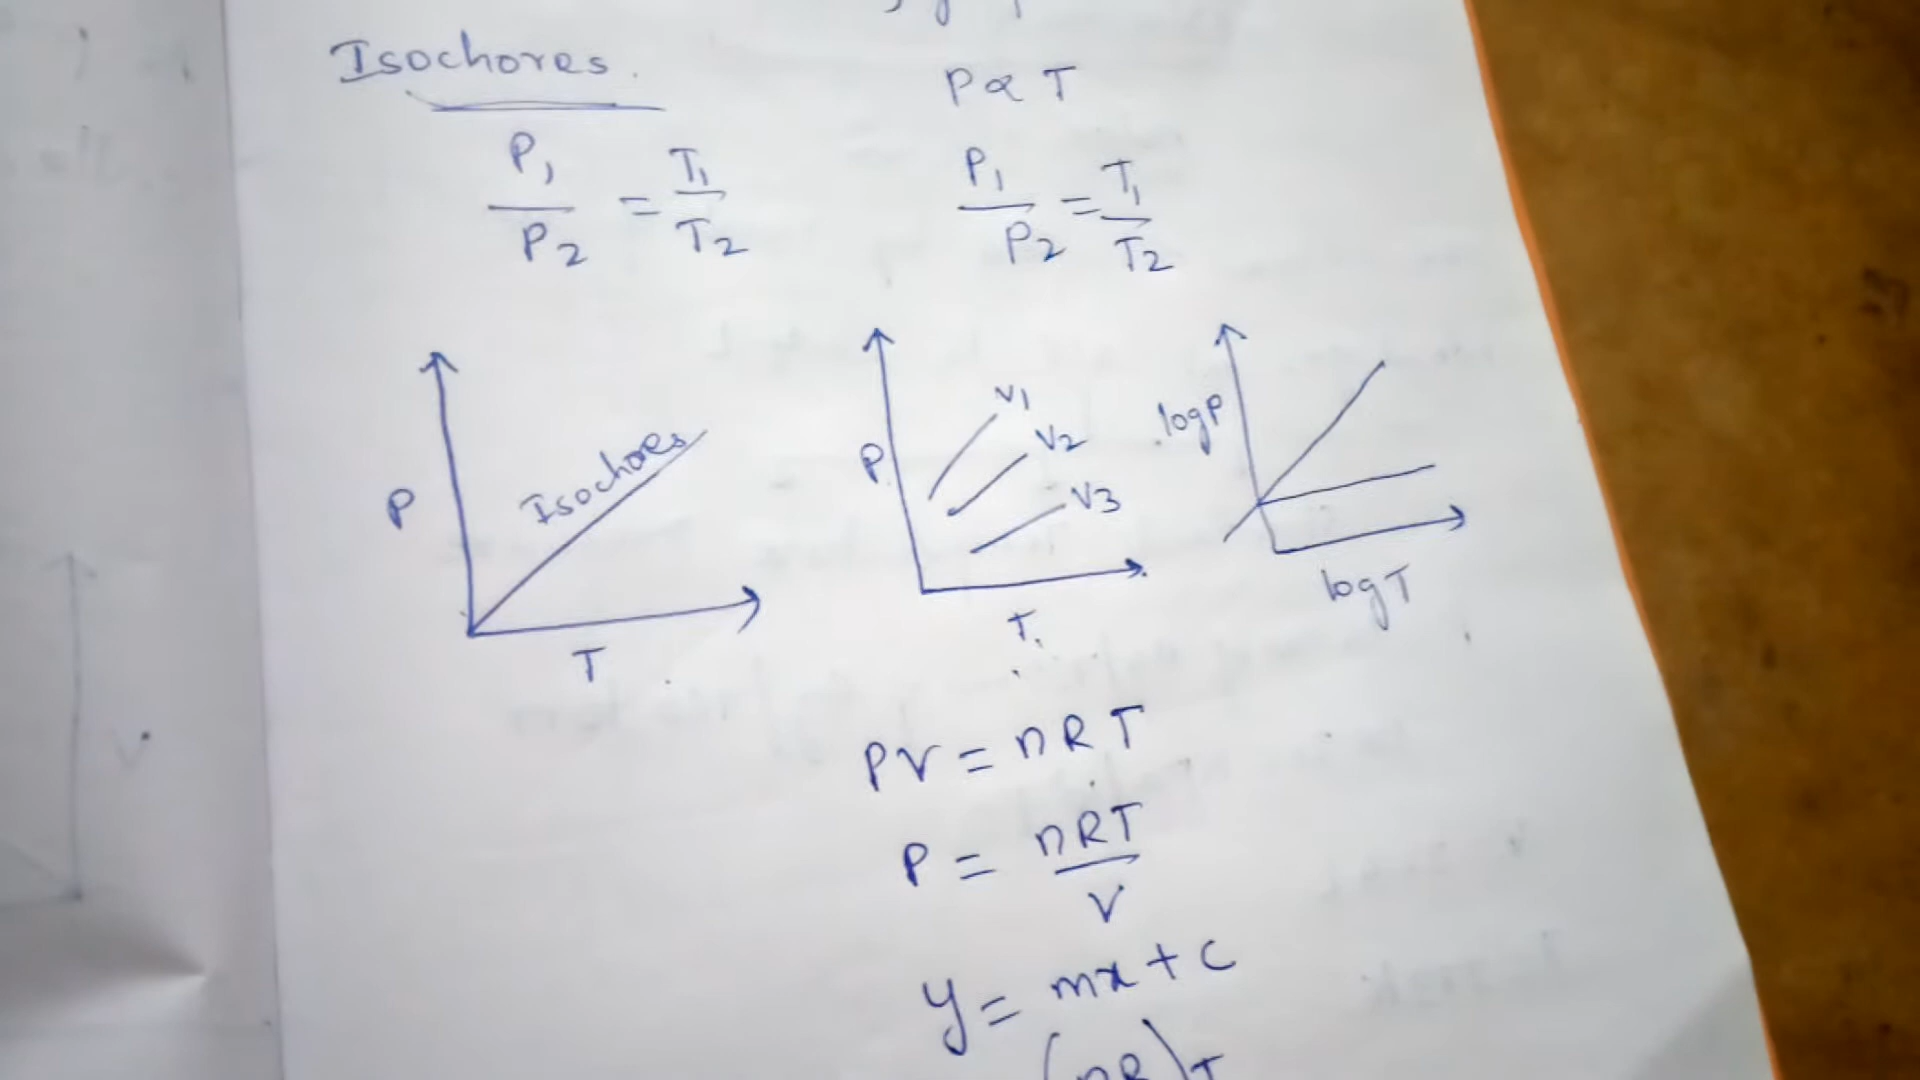 Isochores.
P ∝ T
P₁/P₂ = T₁/T₂
P₁/P₂ = T₁/T₂
P
Isochores
T
P
V1
V2
V3
T.
log P
log T
PV = nRT
P = nRT/V
y = mx + c
(nR)T